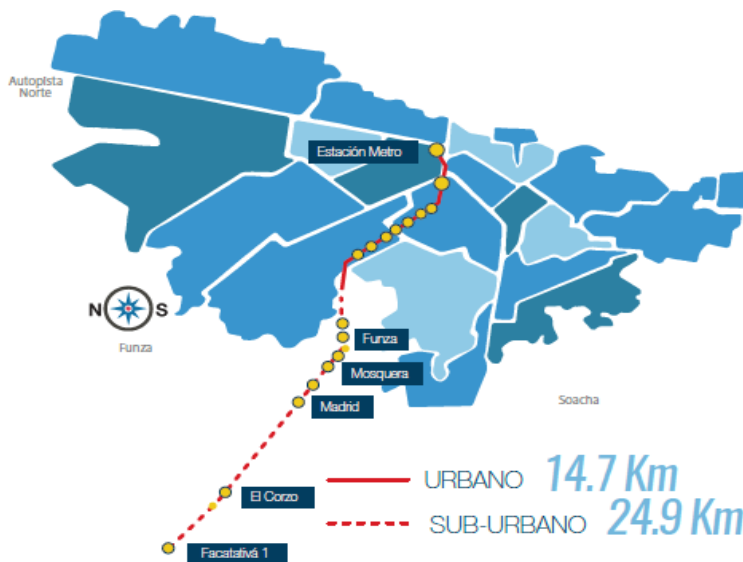 Autopista
Norte
Estación Metro
N S
Funza
Funza
Mosquera
Madrid
Soacha
El Corzo
Facatativá 1
URBANO 14.7 Km
SUB-URBANO 24.9 Km